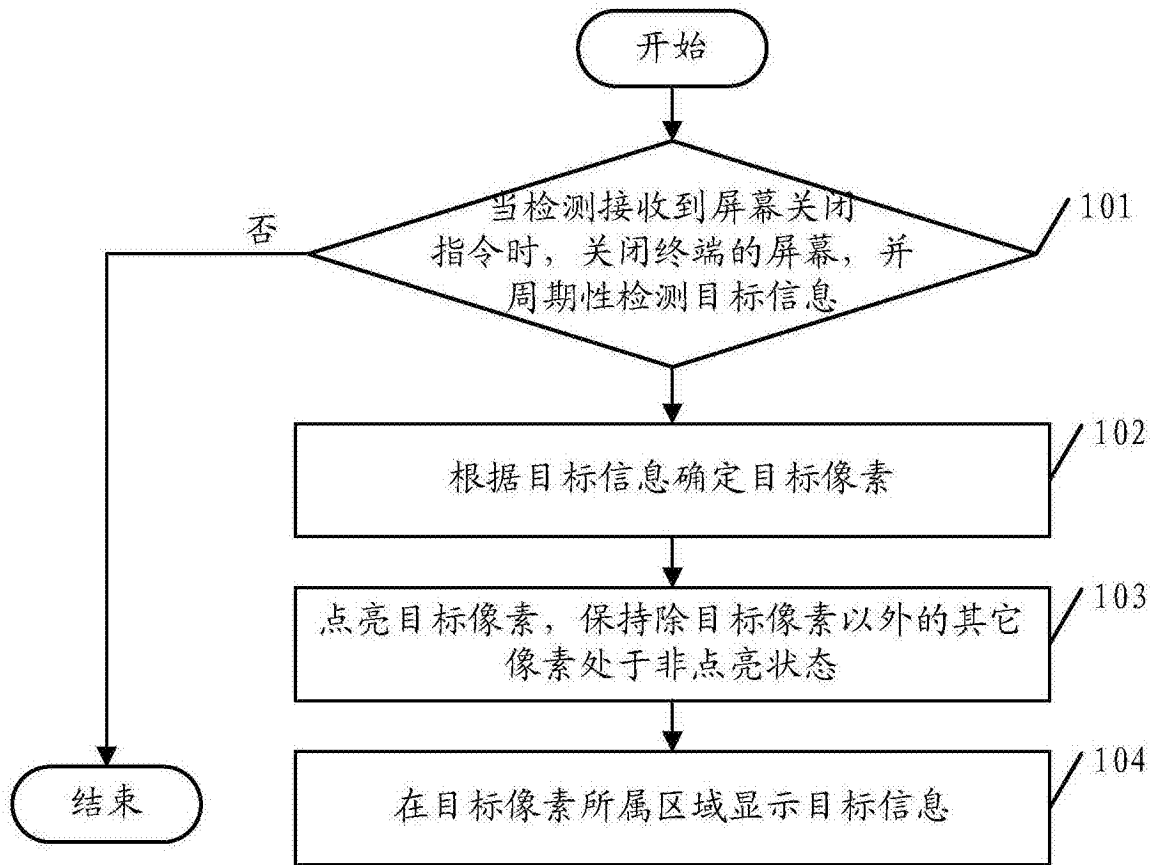 开始
否
当检测接收到屏幕关闭
指令时，关闭终端的屏幕，并
周期性检测目标信息
101
根据目标信息确定目标像素
102
点亮目标像素，保持除目标像素以外的其它
像素处于非点亮状态
103
在目标像素所属区域显示目标信息
104
结束